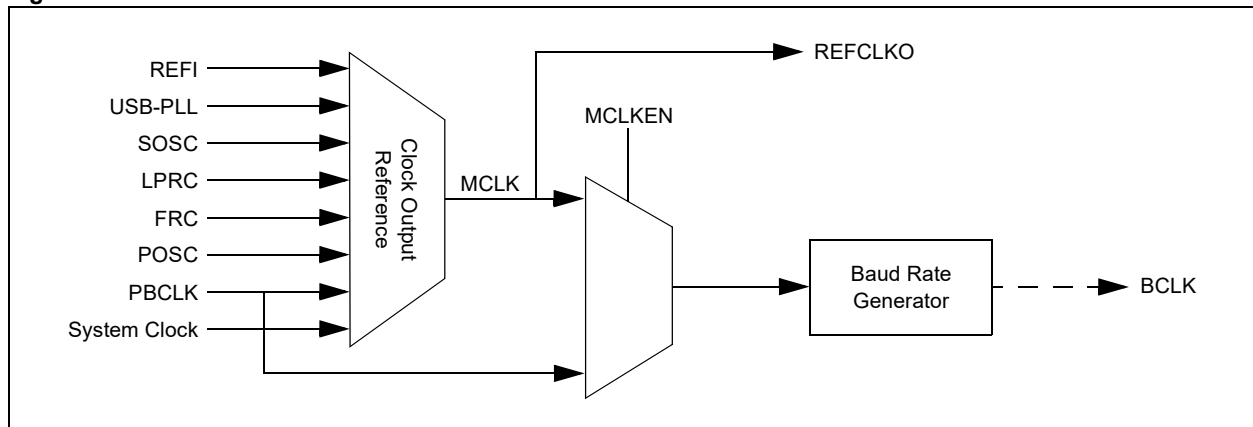 REFI
USB-PLL
SOSC
LPRC
FRC
POSC
PBCLK
System Clock
Clock Output
Reference
MCLK
REFCLKO
MCLKEN
Baud Rate
Generator
BCLK